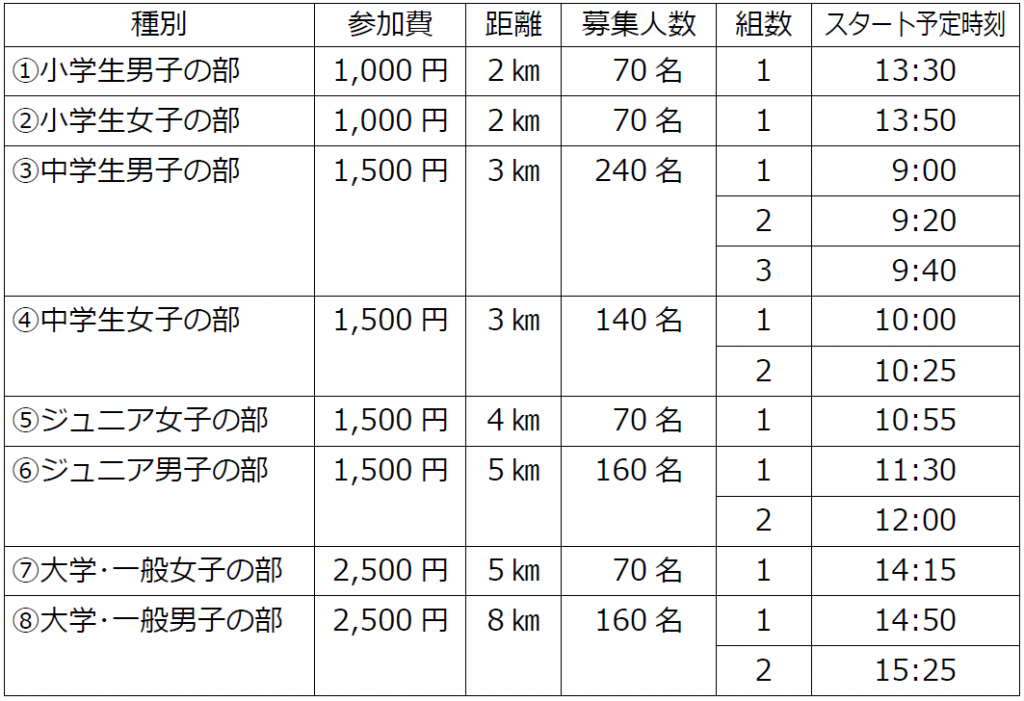 種別 参加費 距離 募集人数 組数 スタート予定時刻
①小学生男子の部 1,000 円 2 ㎞ 70 名 1 13:30
②小学生女子の部 1,000 円 2 ㎞ 70 名 1 13:50
③中学生男子の部 1,500 円 3 ㎞ 240 名 1 9:00
2 9:20
3 9:40
④中学生女子の部 1,500 円 3 ㎞ 140 名 1 10:00
2 10:25
⑤ジュニア女子の部 1,500 円 4 ㎞ 70 名 1 10:55
⑥ジュニア男子の部 1,500 円 5 ㎞ 160 名 1 11:30
2 12:00
⑦大学･一般女子の部 2,500 円 5 ㎞ 70 名 1 14:15
⑧大学･一般男子の部 2,500 円 8 ㎞ 160 名 1 14:50
2 15:25